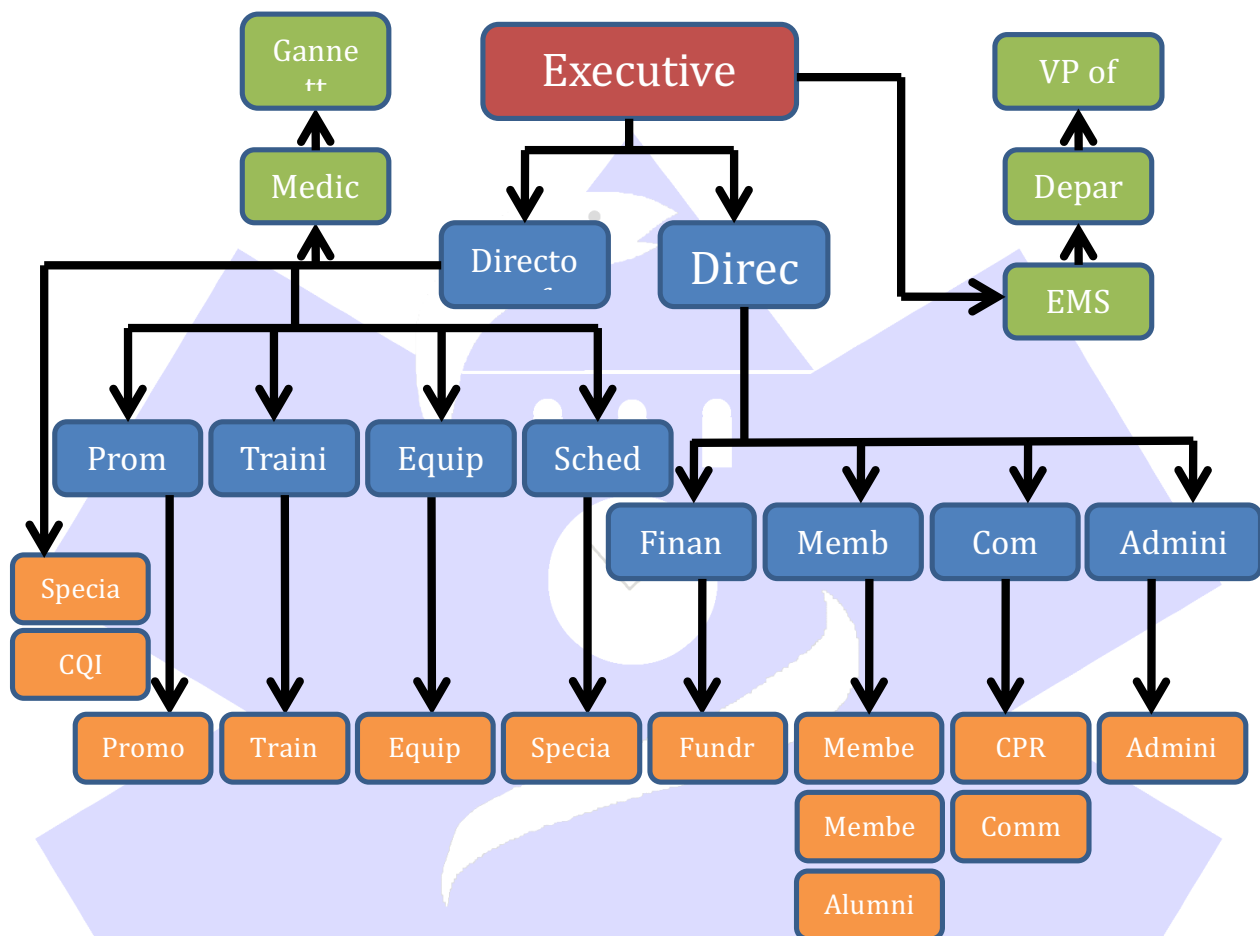 Ganne
tt
Executive
VP of
Medic
Depar
Directo
Direc
EMS
Prom
Traini
Equip
Sched
Finan
Memb
Com
Admini
Specia
CQI
Promo
Train
Equip
Specia
Fundr
Membe
CPR
Admini
Membe
Comm
Alumni